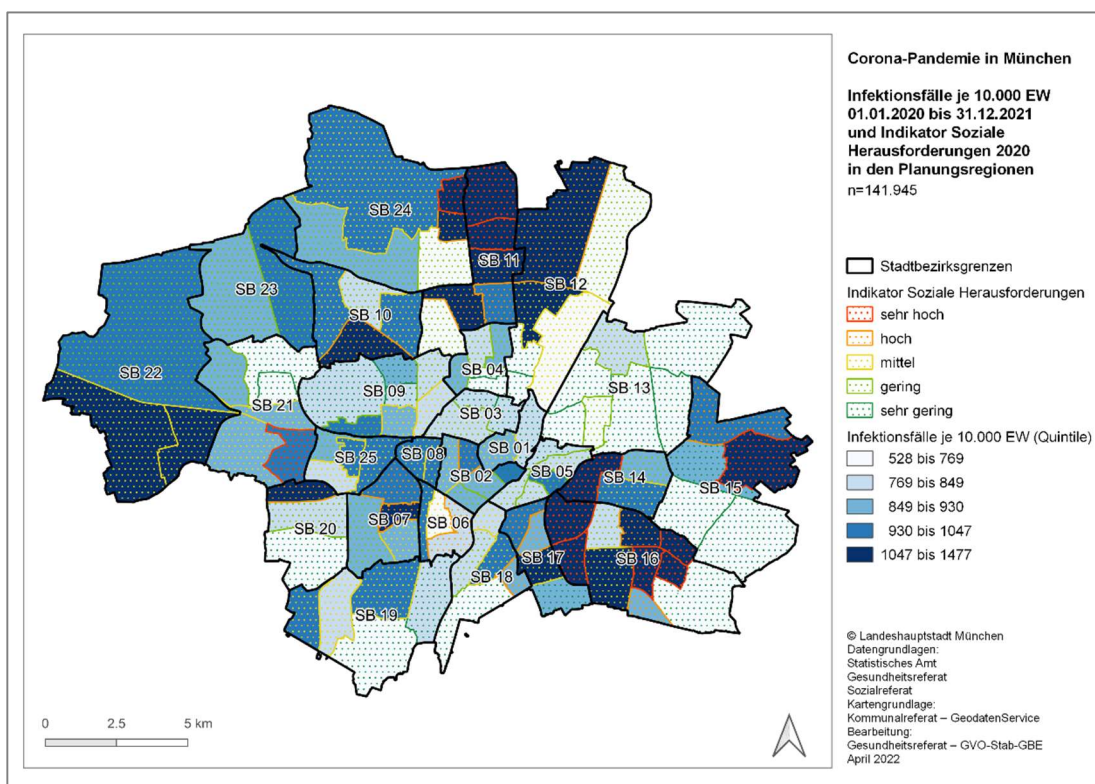 Corona-Pandemie in München
Infektionsfälle je 10.000 EW
01.01.2020 bis 31.12.2021
und Indikator Soziale
Herausforderungen 2020
in den Planungsregionen
n=141.945
Stadtbezirksgrenzen
Indikator Soziale Herausforderungen
sehr hoch
hoch
mittel
gering
sehr gering
Infektionsfälle je 10.000 EW (Quintile)
528 bis 769
769 bis 849
849 bis 930
930 bis 1047
1047 bis 1477
SB 24
SB 11
SB 12
SB 23
SB 10
SB 22
SB 04
SB 13
SB 09
SB 21
SB 03
SB 01
SB 25
SB 08
SB 02
SB 05
SB 14
SB 15
SB 07
SB 06
SB 20
SB 17
SB 16
SB 18
SB 19
0 2.5 5 km
© Landeshauptstadt München
Datengrundlagen:
Statistisches Amt
Gesundheitsreferat
Sozialreferat
Kartengrundlage:
Kommunalreferat – GeodatenService
Bearbeitung:
Gesundheitsreferat – GVO-Stab-GBE
April 2022